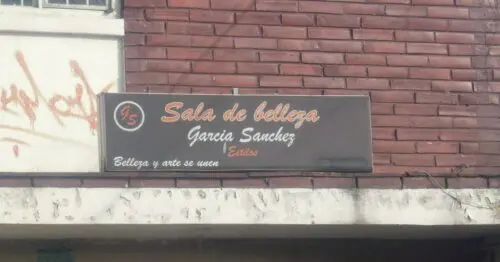 GS
Sala de belleza
Garcia Sanchez
Estilos
Belleza y arte se unen